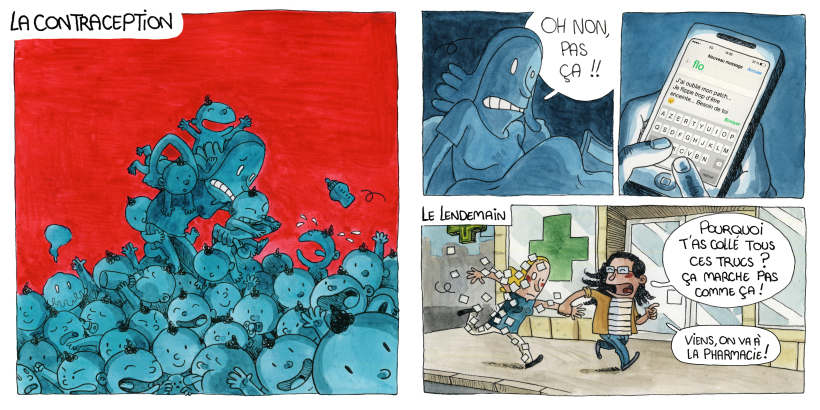 LA CONTRACEPTION
OH NON,
PAS
ÇA !!
Nouveau message
Annuler
flo
J'ai oublié mon patch...
Je flippe trop d'être
enceinte... Besoin de toi
Envoyer
AZERTYUIOP
QSDFGHJKLM
CVBN
LE LENDEMAIN
POURQUOI
T'AS COLLÉ TOUS
CES TRUCS ?
ÇA MARCHE PAS
COMME ÇA !
VIENS, ON VA À
LA PHARMACIE !